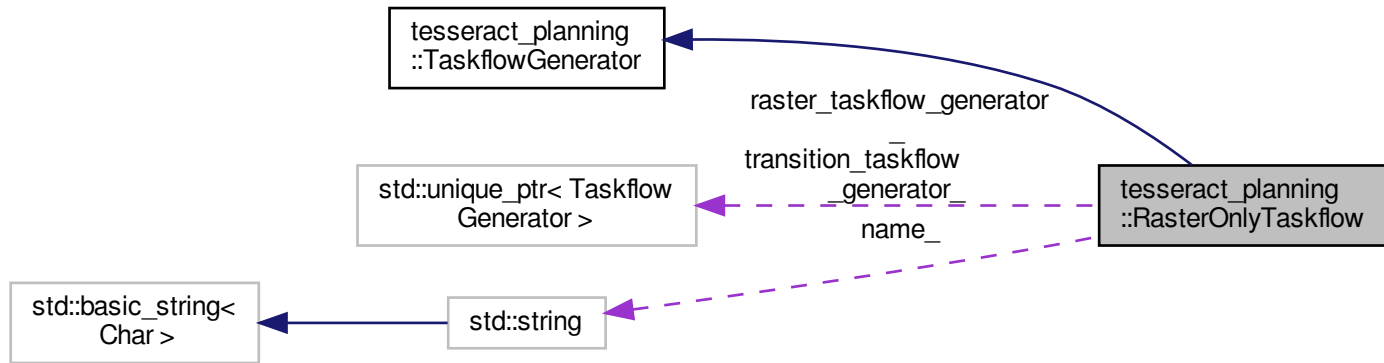 tesseract_planning
::TaskflowGenerator
raster_taskflow_generator
_
transition_taskflow
_generator_
name_
std::unique_ptr< Taskflow
Generator >
tesseract_planning
::RasterOnlyTaskflow
std::basic_string<
Char >
std::string